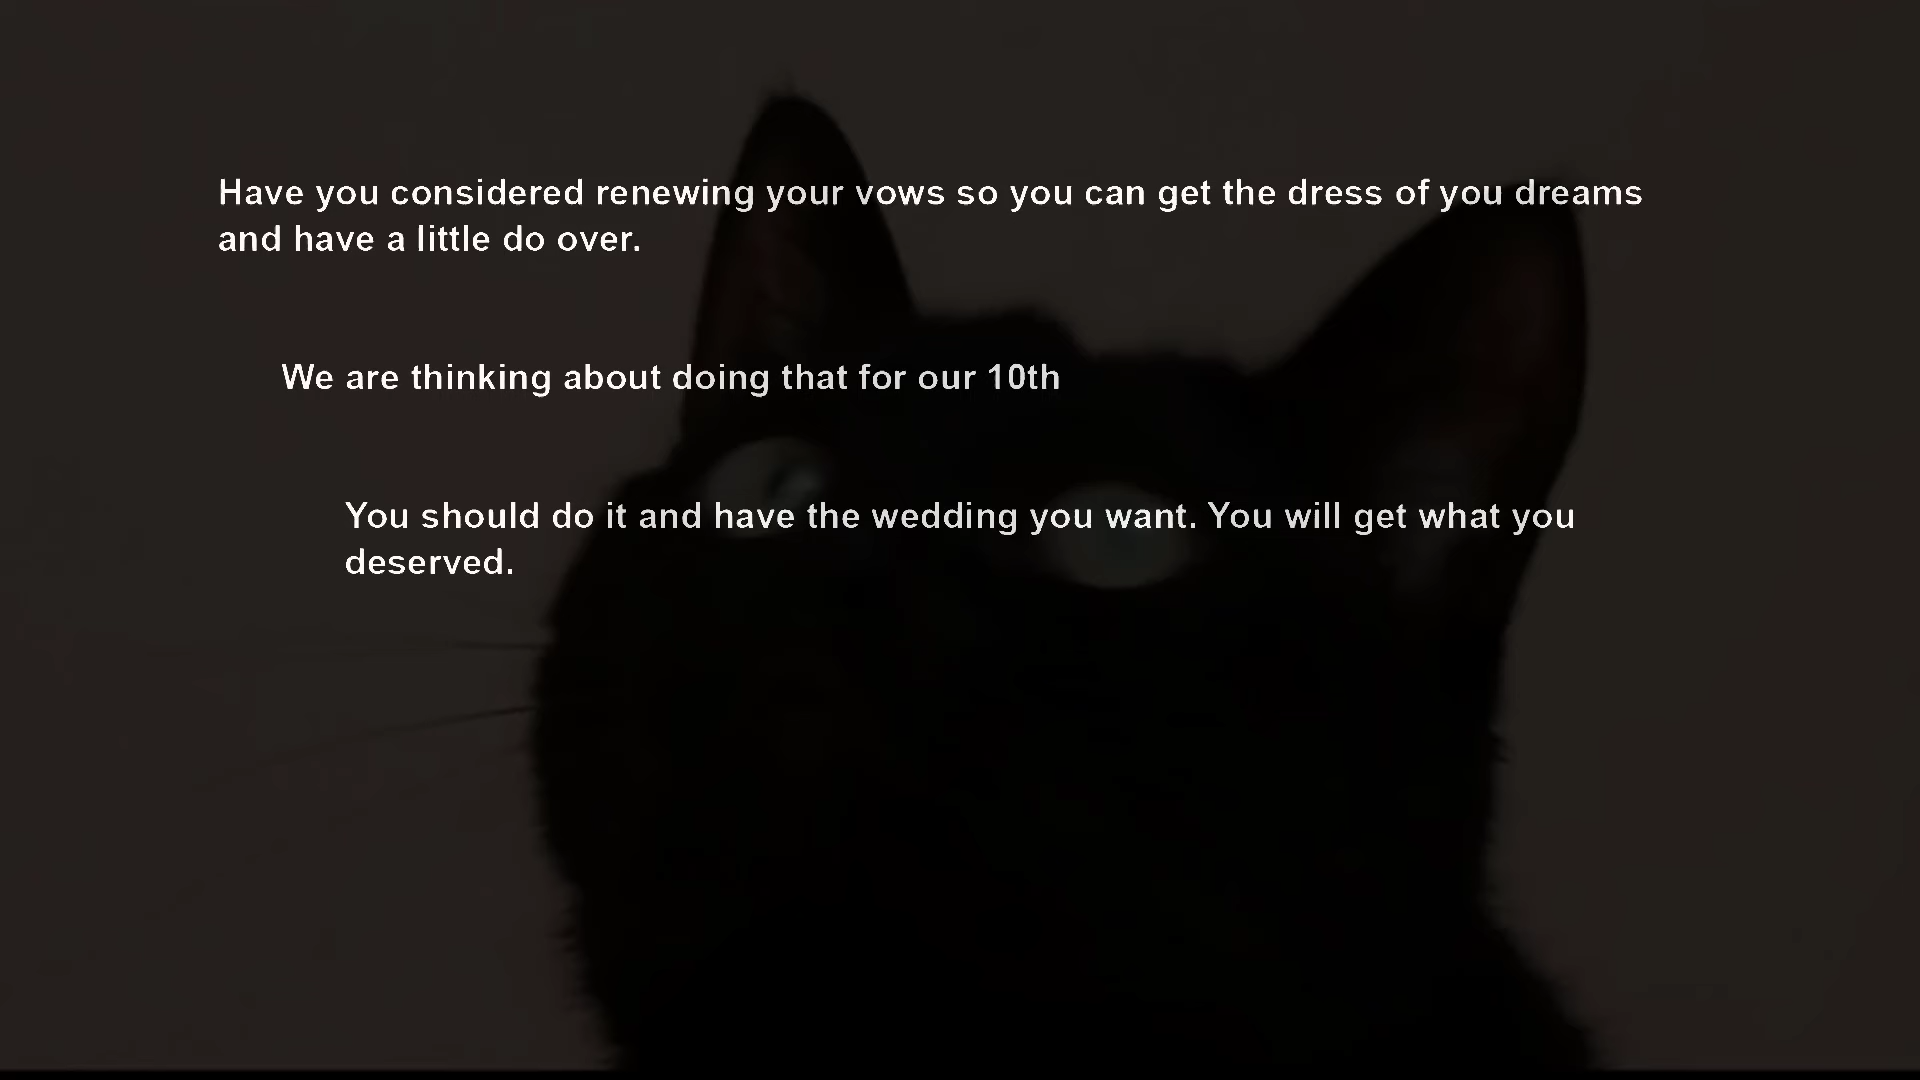 Have you considered renewing your vows so you can get the dress of you dreams
and have a little do over.
We are thinking about doing that for our 10th
You should do it and have the wedding you want. You will get what you
deserved.